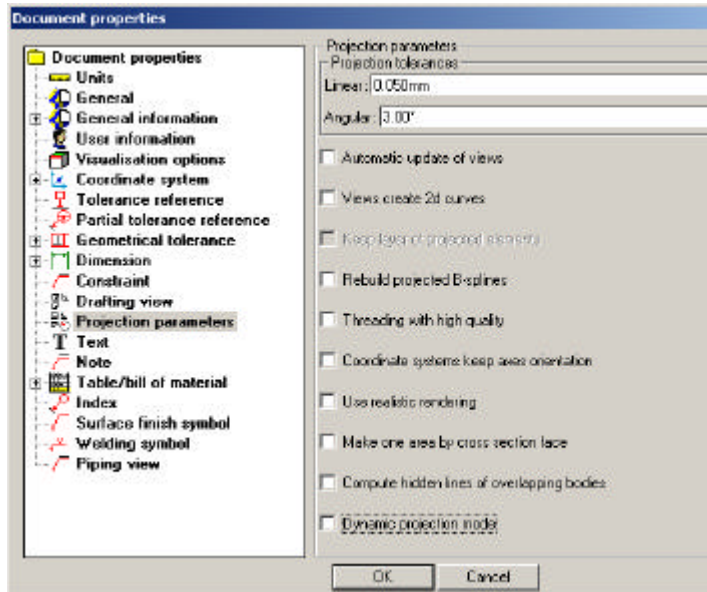 Document properties
Document properties
Units
General
General information
User information
Visualisation options
Coordinate system
Tolerance reference
Partial tolerance reference
Geometrical tolerance
Dimension
Constraint
Drafting view
Projection parameters
Text
Note
Table/bill of material
Index
Surface finish symbol
Welding symbol
Piping view
Projection parameters
Projection tolerances
Linear: 0.050mm
Angular: 3.00°
Automatic update of views
Views create 2d curves
Keep layer of projected elements
Rebuild projected B-splines
Threading with high quality
Coordinate systems keep axes orientation
Use realistic rendering
Make one area by cross section face
Compute hidden lines of overlapping bodies
Dynamic projection model
OK
Cancel